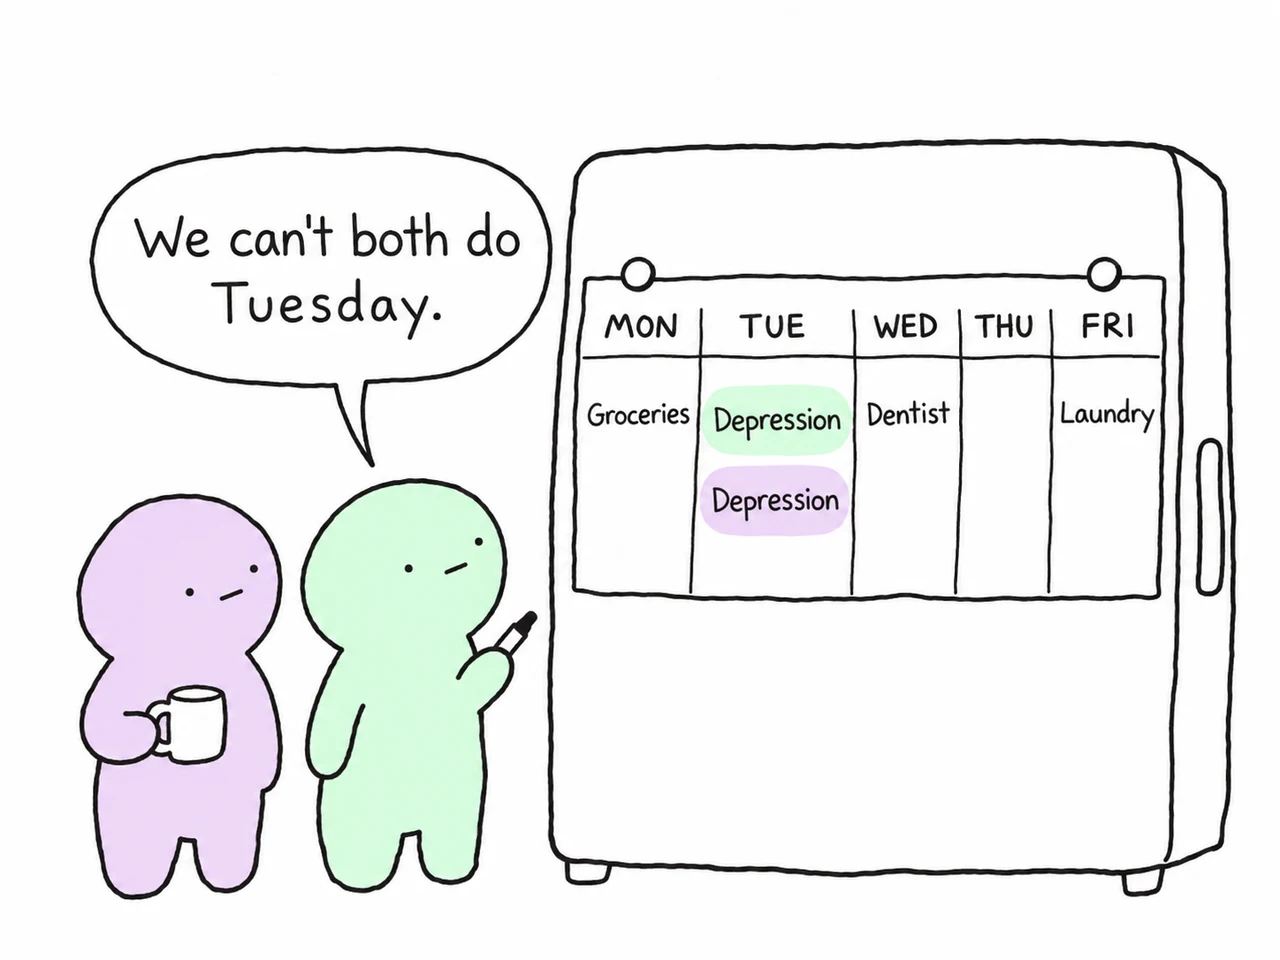 We can't both do
Tuesday.
MON TUE WED THU FRI
Groceries Depression Dentist Laundry
Depression